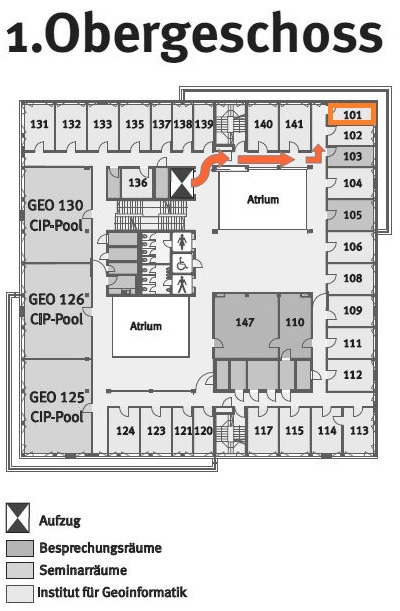 1.Obergeschoss
131 132 133 135 137 138 139 140 141 101
102
103
136
104
GEO 130
CIP-Pool
Atrium
105
106
GEO 126
CIP-Pool
108
Atrium
147 110
109
111
GEO 125
CIP-Pool
112
124 123 121 120 117 115 114 113
Aufzug
Besprechungsräume
Seminarräume
Institut für Geoinformatik